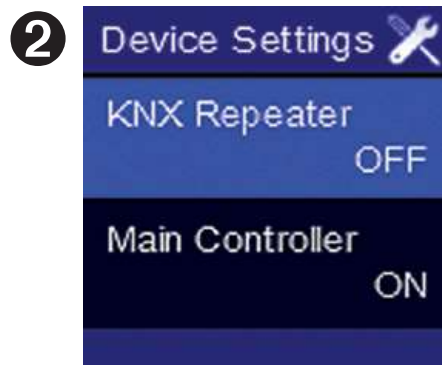 2
Device Settings
KNX Repeater
OFF
Main Controller
ON